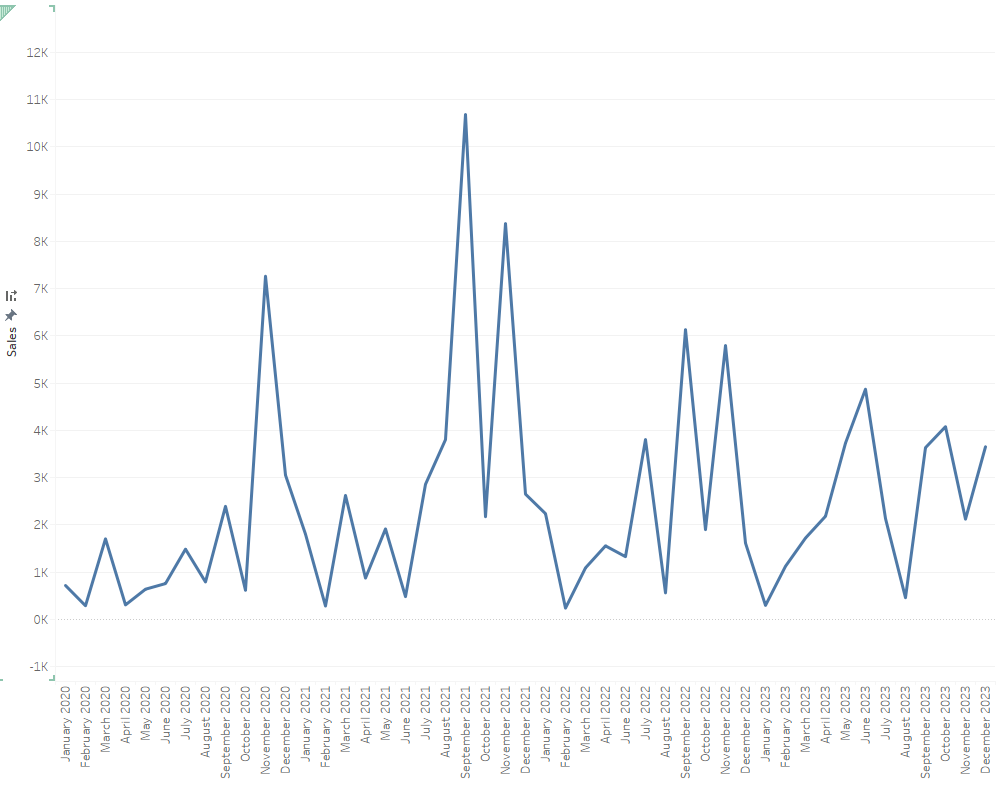 12K
11K
10K
9K
8K
7K
6K
5K
4K
3K
2K
1K
0K
-1K
Sales
January 2020
February 2020
March 2020
April 2020
May 2020
June 2020
July 2020
August 2020
September 2020
October 2020
November 2020
December 2020
January 2021
February 2021
March 2021
April 2021
May 2021
June 2021
July 2021
August 2021
September 2021
October 2021
November 2021
December 2021
January 2022
February 2022
March 2022
April 2022
June 2022
July 2022
August 2022
September 2022
October 2022
November 2022
December 2022
January 2023
February 2023
March 2023
April 2023
May 2023
June 2023
July 2023
August 2023
September 2023
October 2023
November 2023
December 2023